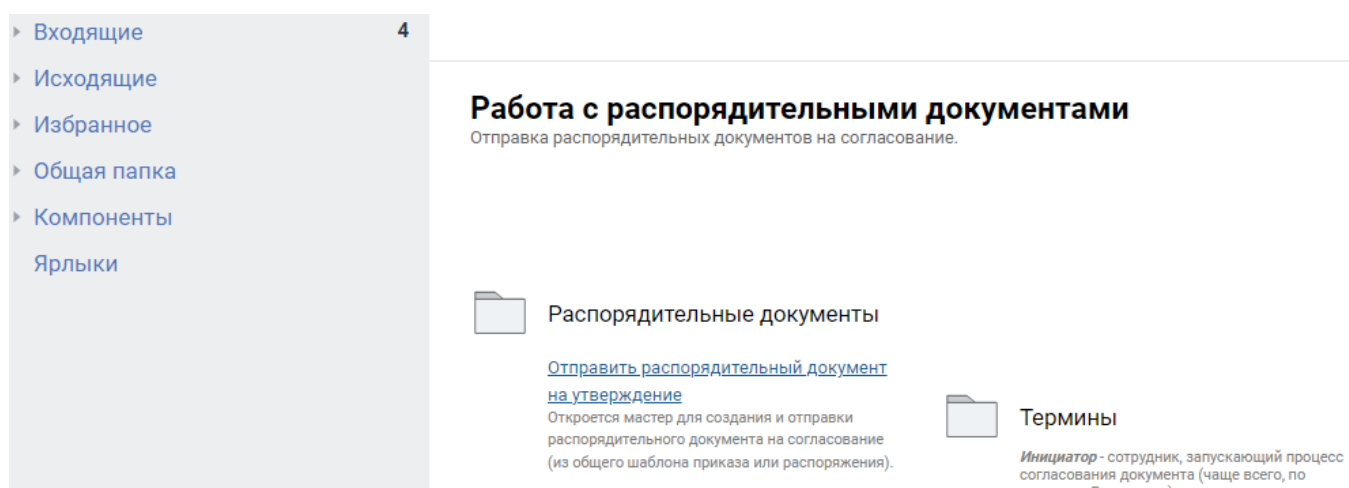 Входящие 4
Исходящие
Избранное
Общая папка
Компоненты
Ярлыки
Работа с распорядительными документами
Отправка распорядительных документов на согласование.
Распорядительные документы
Отправить распорядительный документ
на утверждение
Откроется мастер для создания и отправки
распорядительного документа на согласование
(из общего шаблона приказа или распоряжения).
Термины
Инициатор - сотрудник, запускающий процесс
согласования документа (чаще всего, по